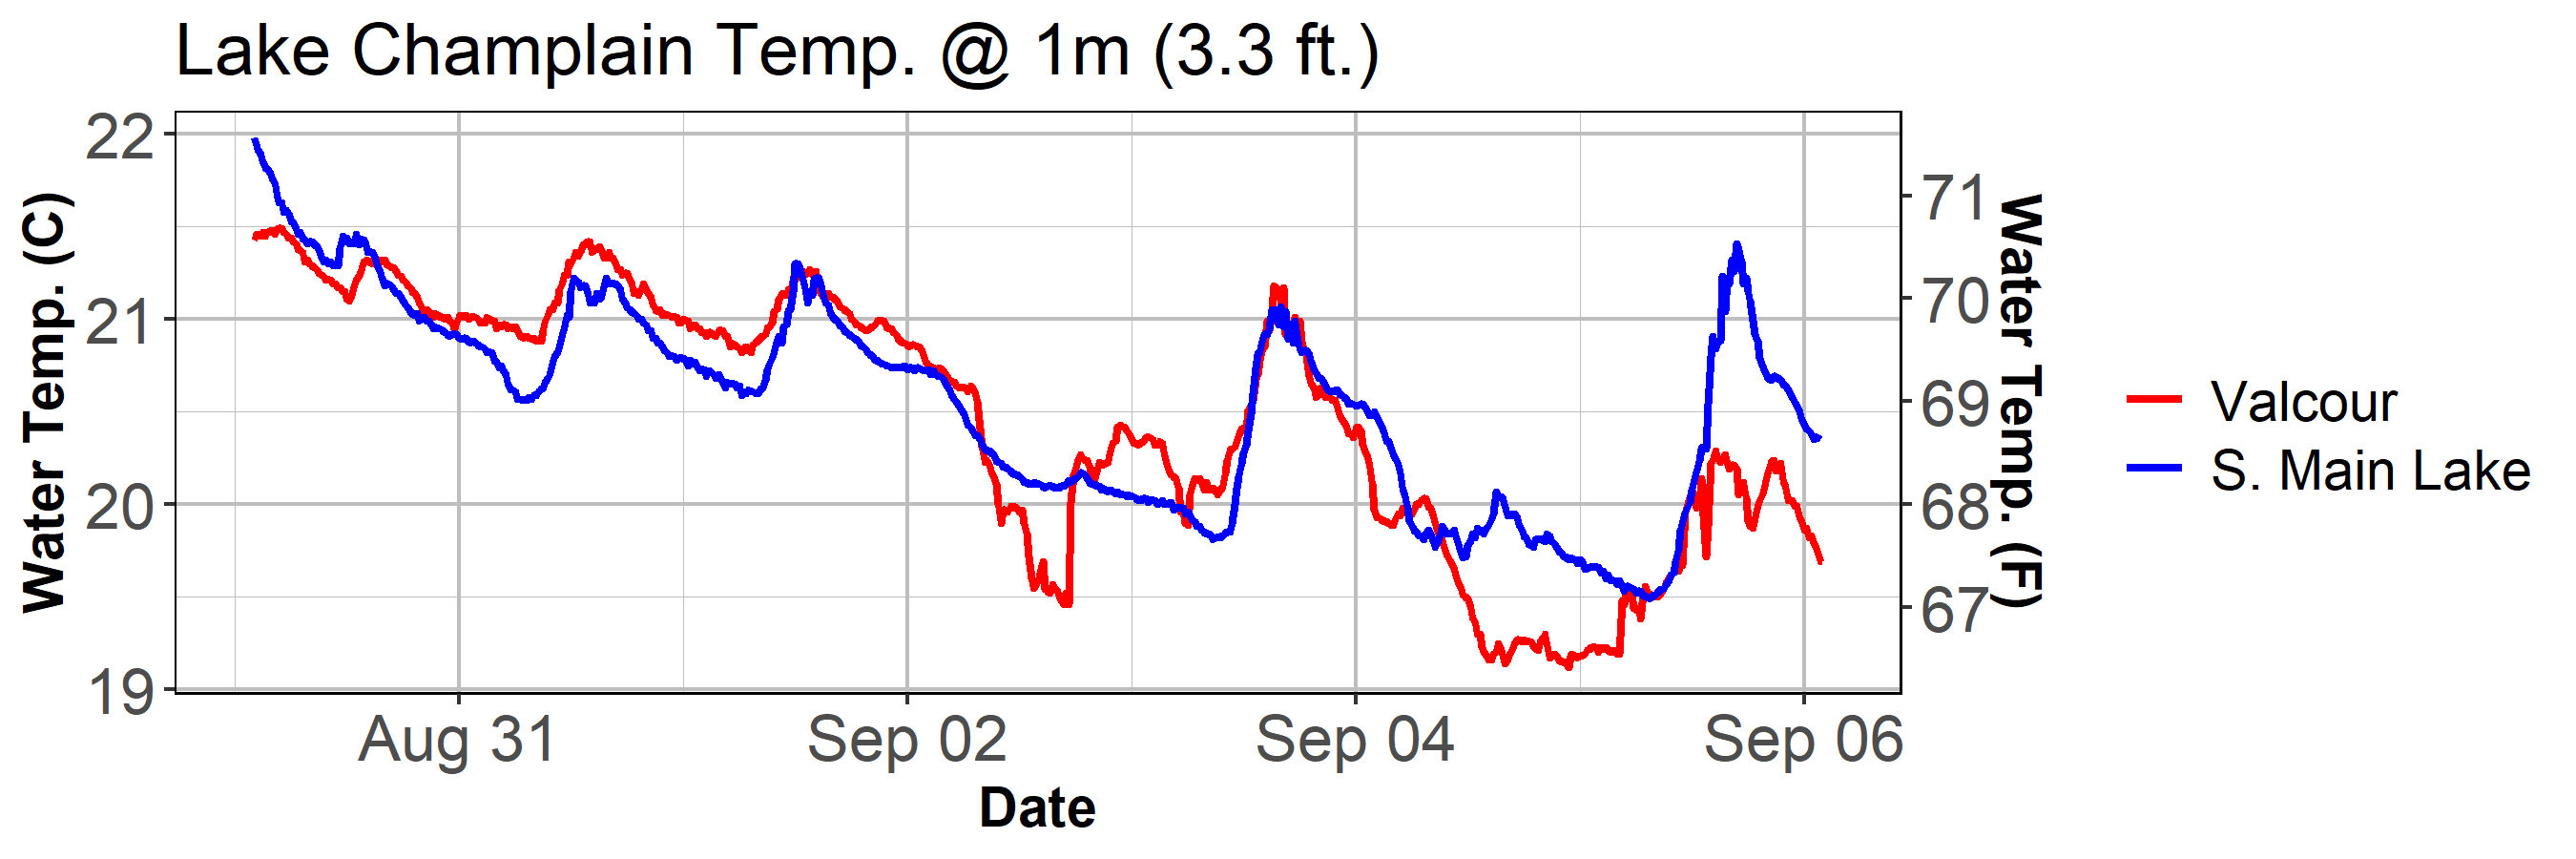 Lake Champlain Temp. @ 1m (3.3 ft.)
Water Temp. (C)
22
21
20
19
71
70
69
68
67
Water Temp. (F)
Aug 31
Sep 02
Sep 04
Sep 06
Date
Valcour
S. Main Lake